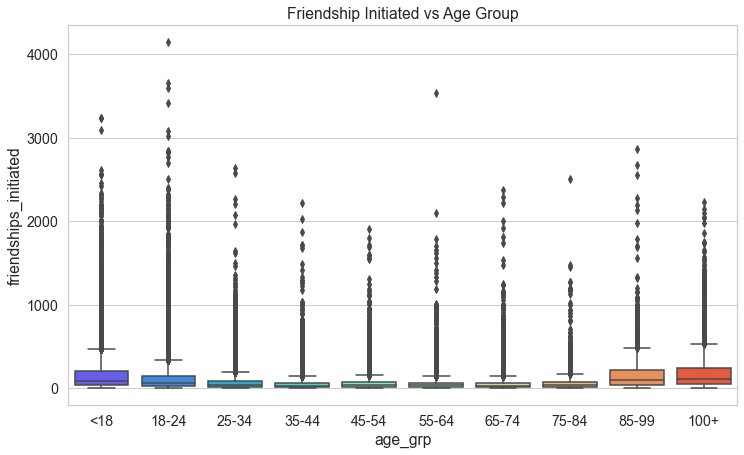 Friendship Initiated vs Age Group
friendships_initiated
4000
3000
2000
1000
0
<18 18-24 25-34 35-44 45-54 55-64 65-74 75-84 85-99 100+
age_grp